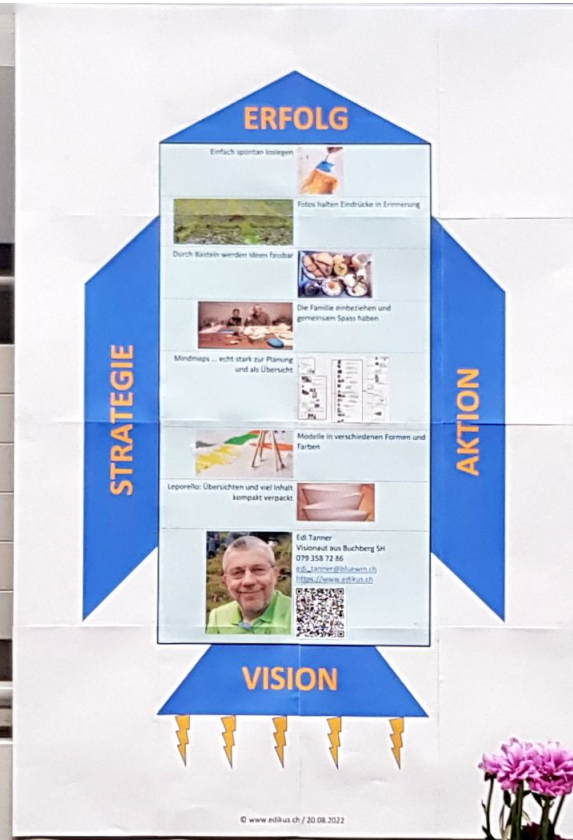 ERFOLG
Einfach spontan loslegen
Fotos halten Eindrücke in Erinnerung
Durch Basteln werden Ideen fassbar
Die Familie einbeziehen und
gemeinsam Spass haben
Mindmaps ... echt stark zur Planung
und als Übersicht
STRATEGIE
AKTION
Modelle in verschiedenen Formen und
Farben
Leporello: Übersichten und viel Inhalt
kompakt verpackt
Edi Tanner
Visionaut aus Buchberg SH
079 358 72 86
edi_tanner@bluewin.ch
https://www.edikus.ch
VISION
© www.edikus.ch / 20.08.2022